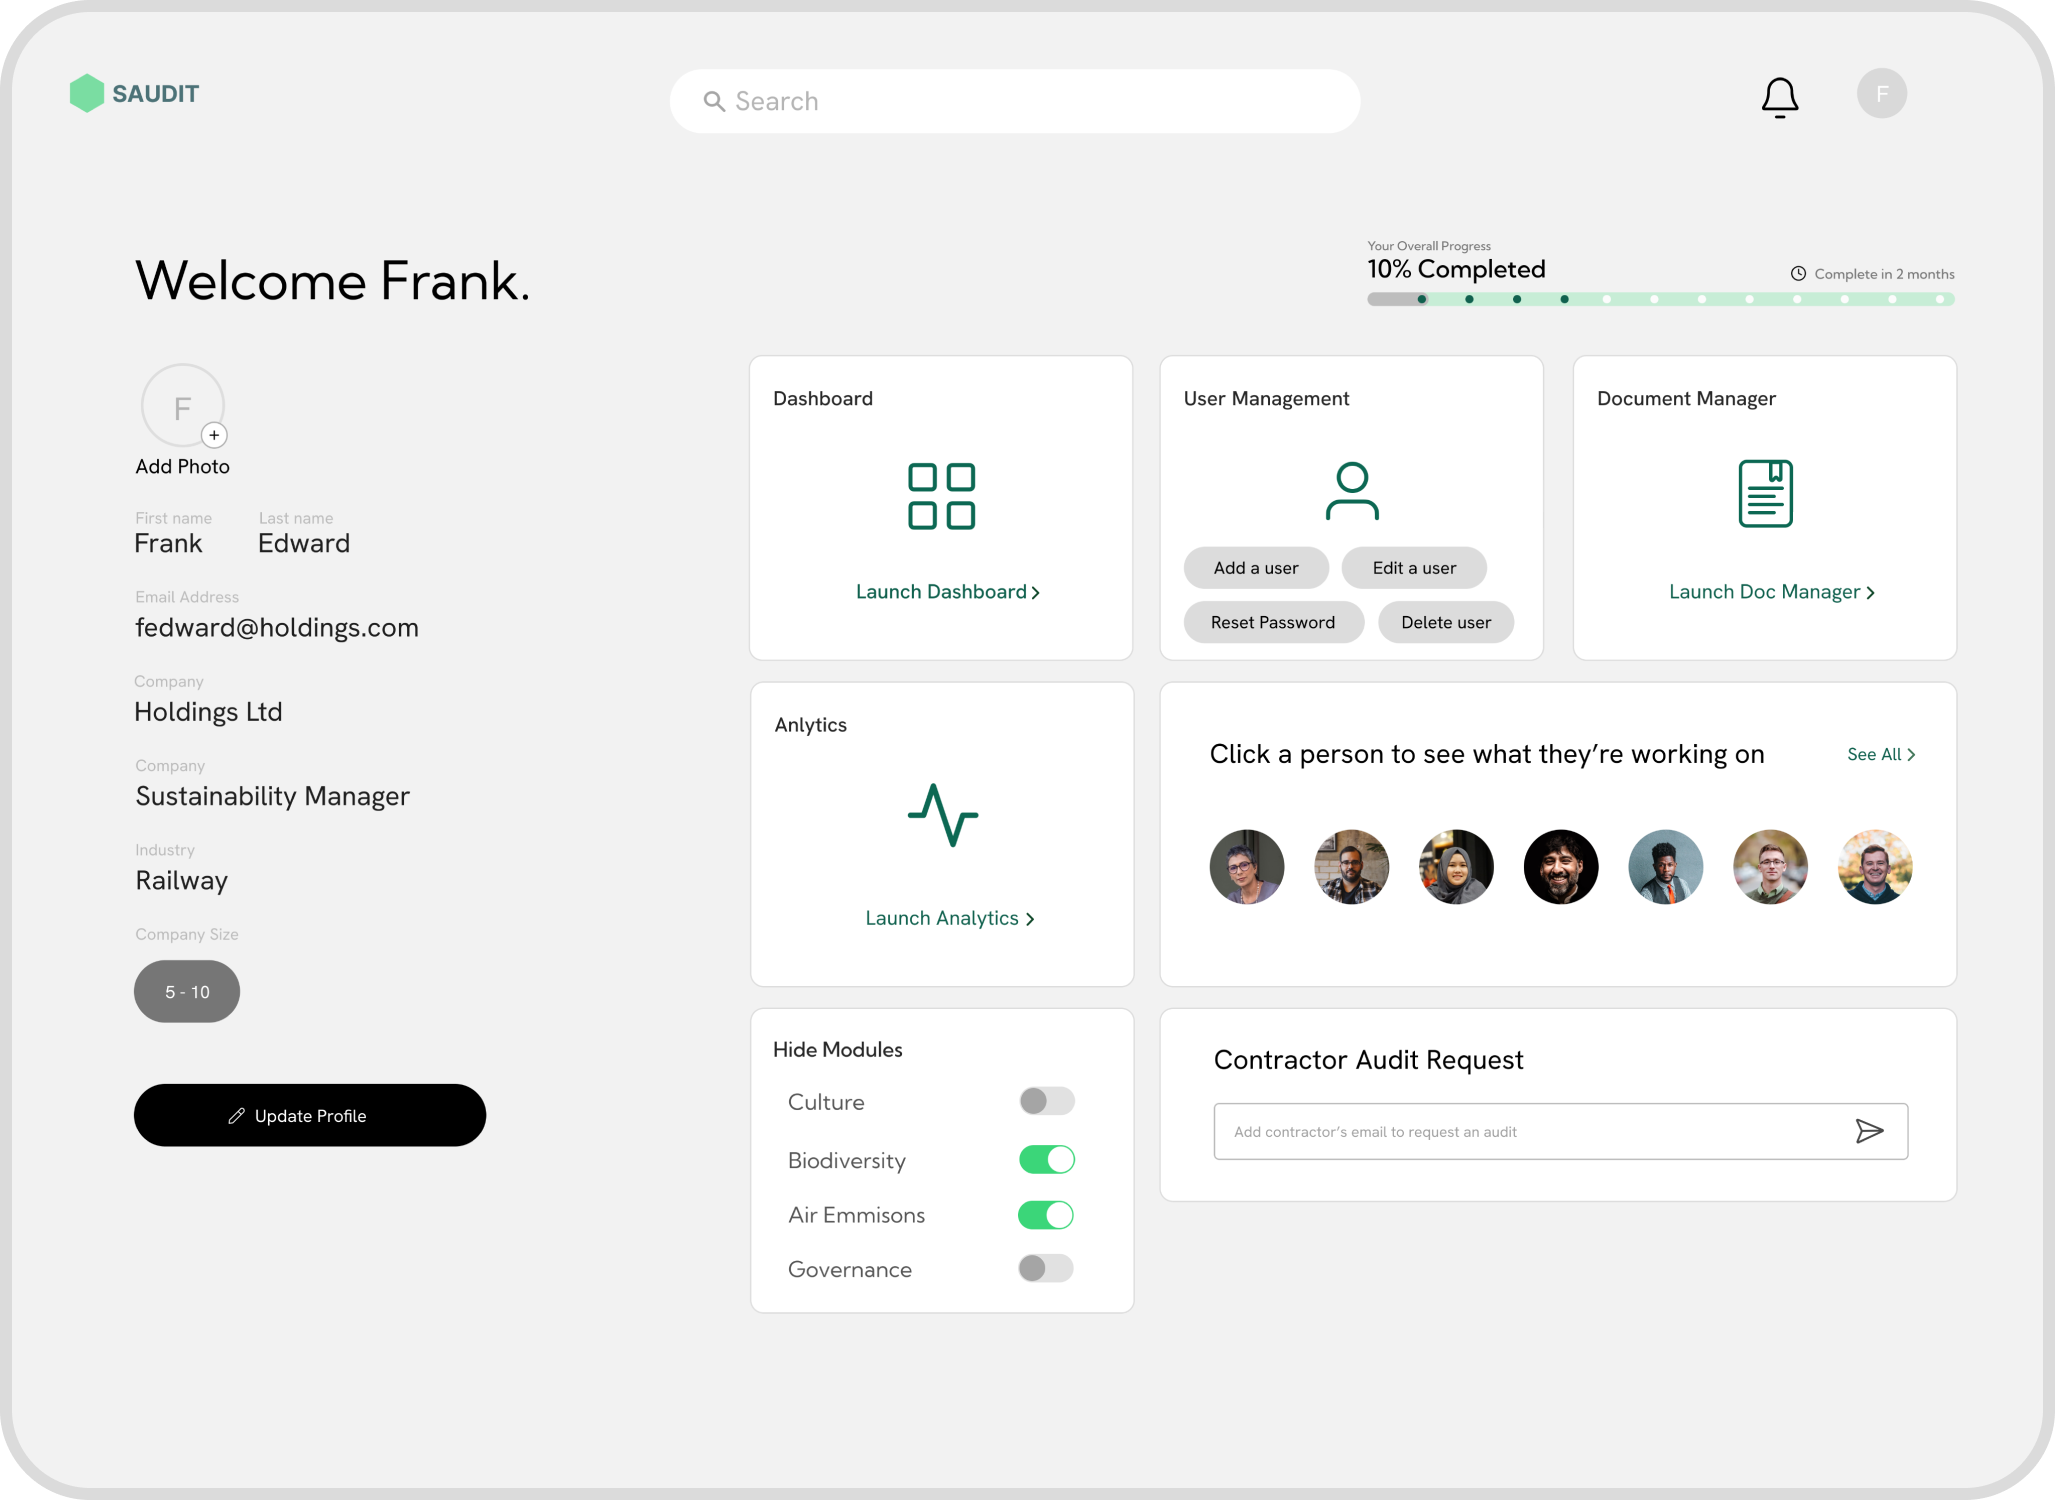 SAUDIT
Search
F
Welcome Frank.
Your Overall Progress
10% Completed
Complete in 2 months
F
+
Add Photo
First name
Last name
Frank
Edward
Email Address
fedward@holdings.com
Company
Holdings Ltd
Company
Sustainability Manager
Industry
Railway
Company Size
5 - 10
Update Profile
Dashboard
Launch Dashboard
User Management
Add a user
Edit a user
Reset Password
Delete user
Document Manager
Launch Doc Manager
Anlytics
Launch Analytics
Click a person to see what they’re working on
See All
Hide Modules
Culture
Biodiversity
Air Emmisons
Governance
Contractor Audit Request
Add contractor’s email to request an audit